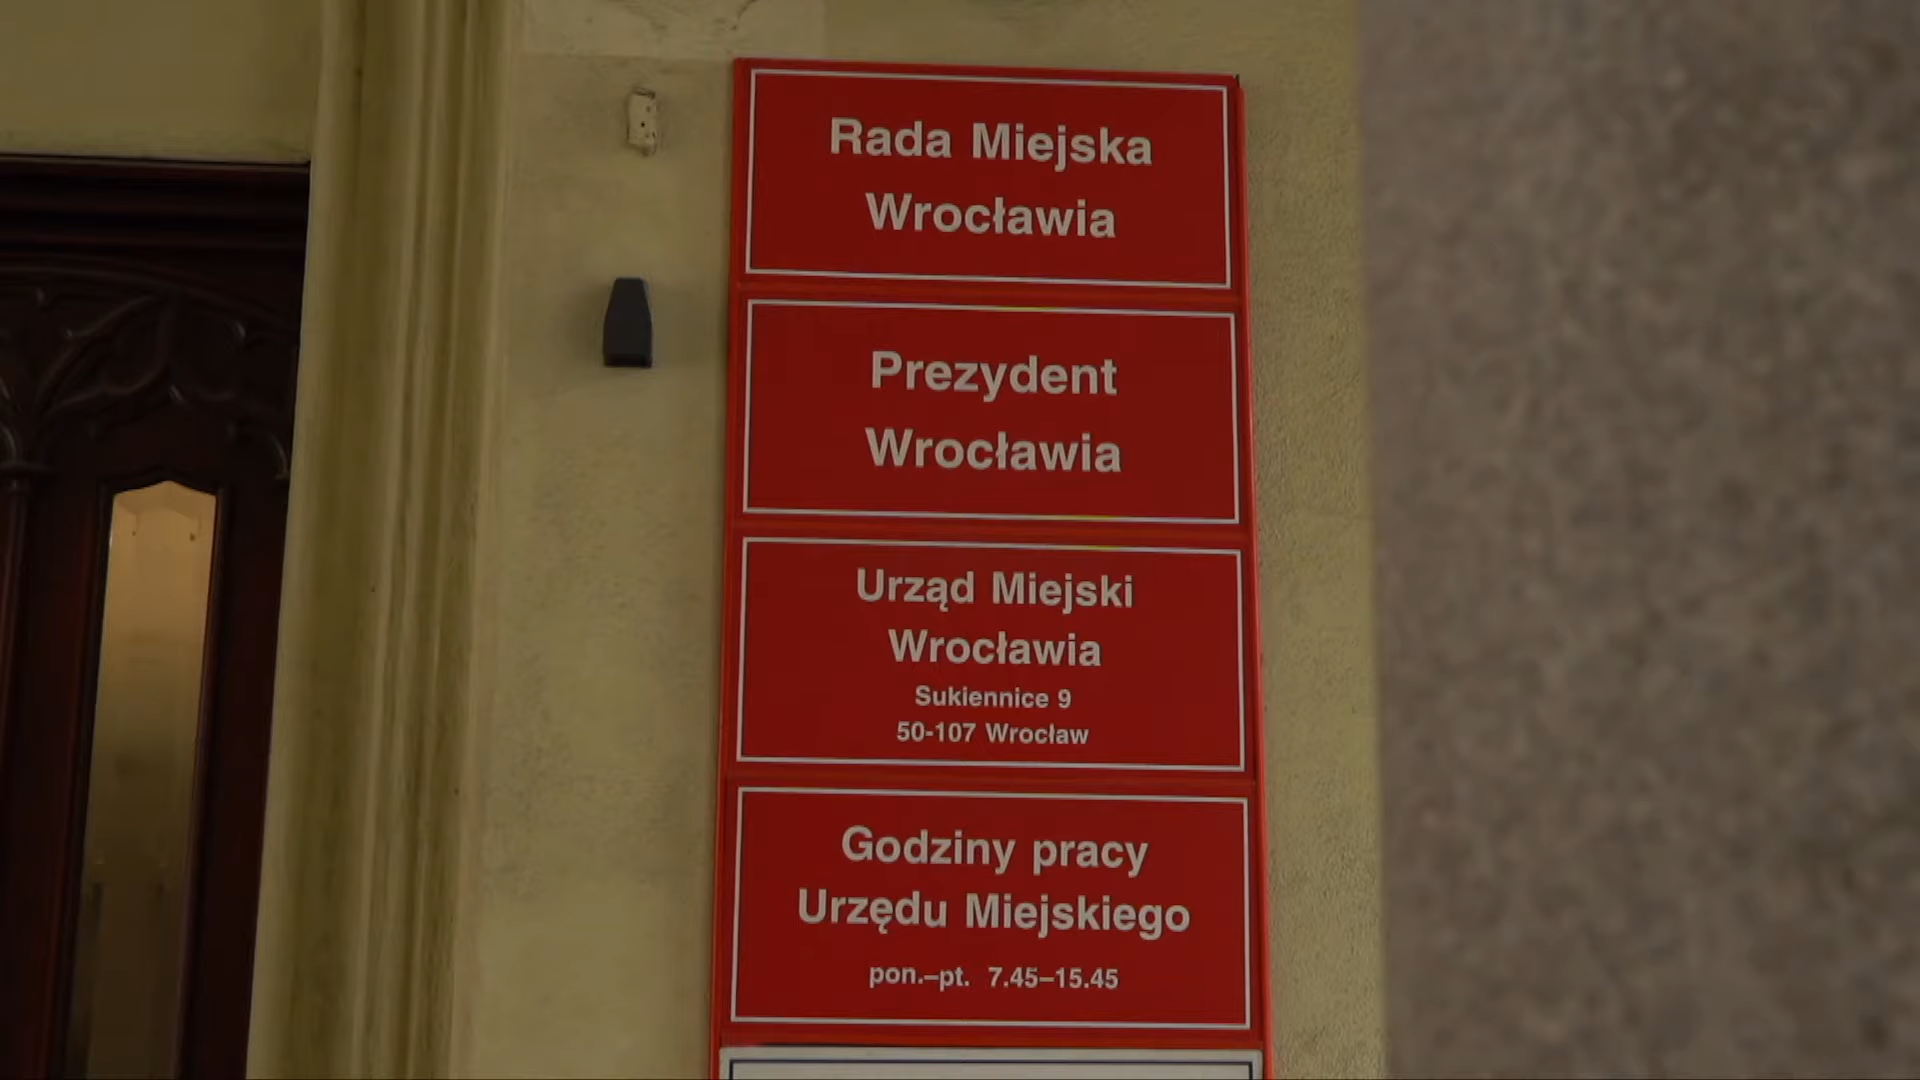 Rada Miejska
Wrocławia
Prezydent
Wrocławia
Urząd Miejski
Wrocławia
Sukiennice 9
50-107 Wrocław
Godziny pracy
Urzędu Miejskiego
pon.–pt. 7.45–15.45